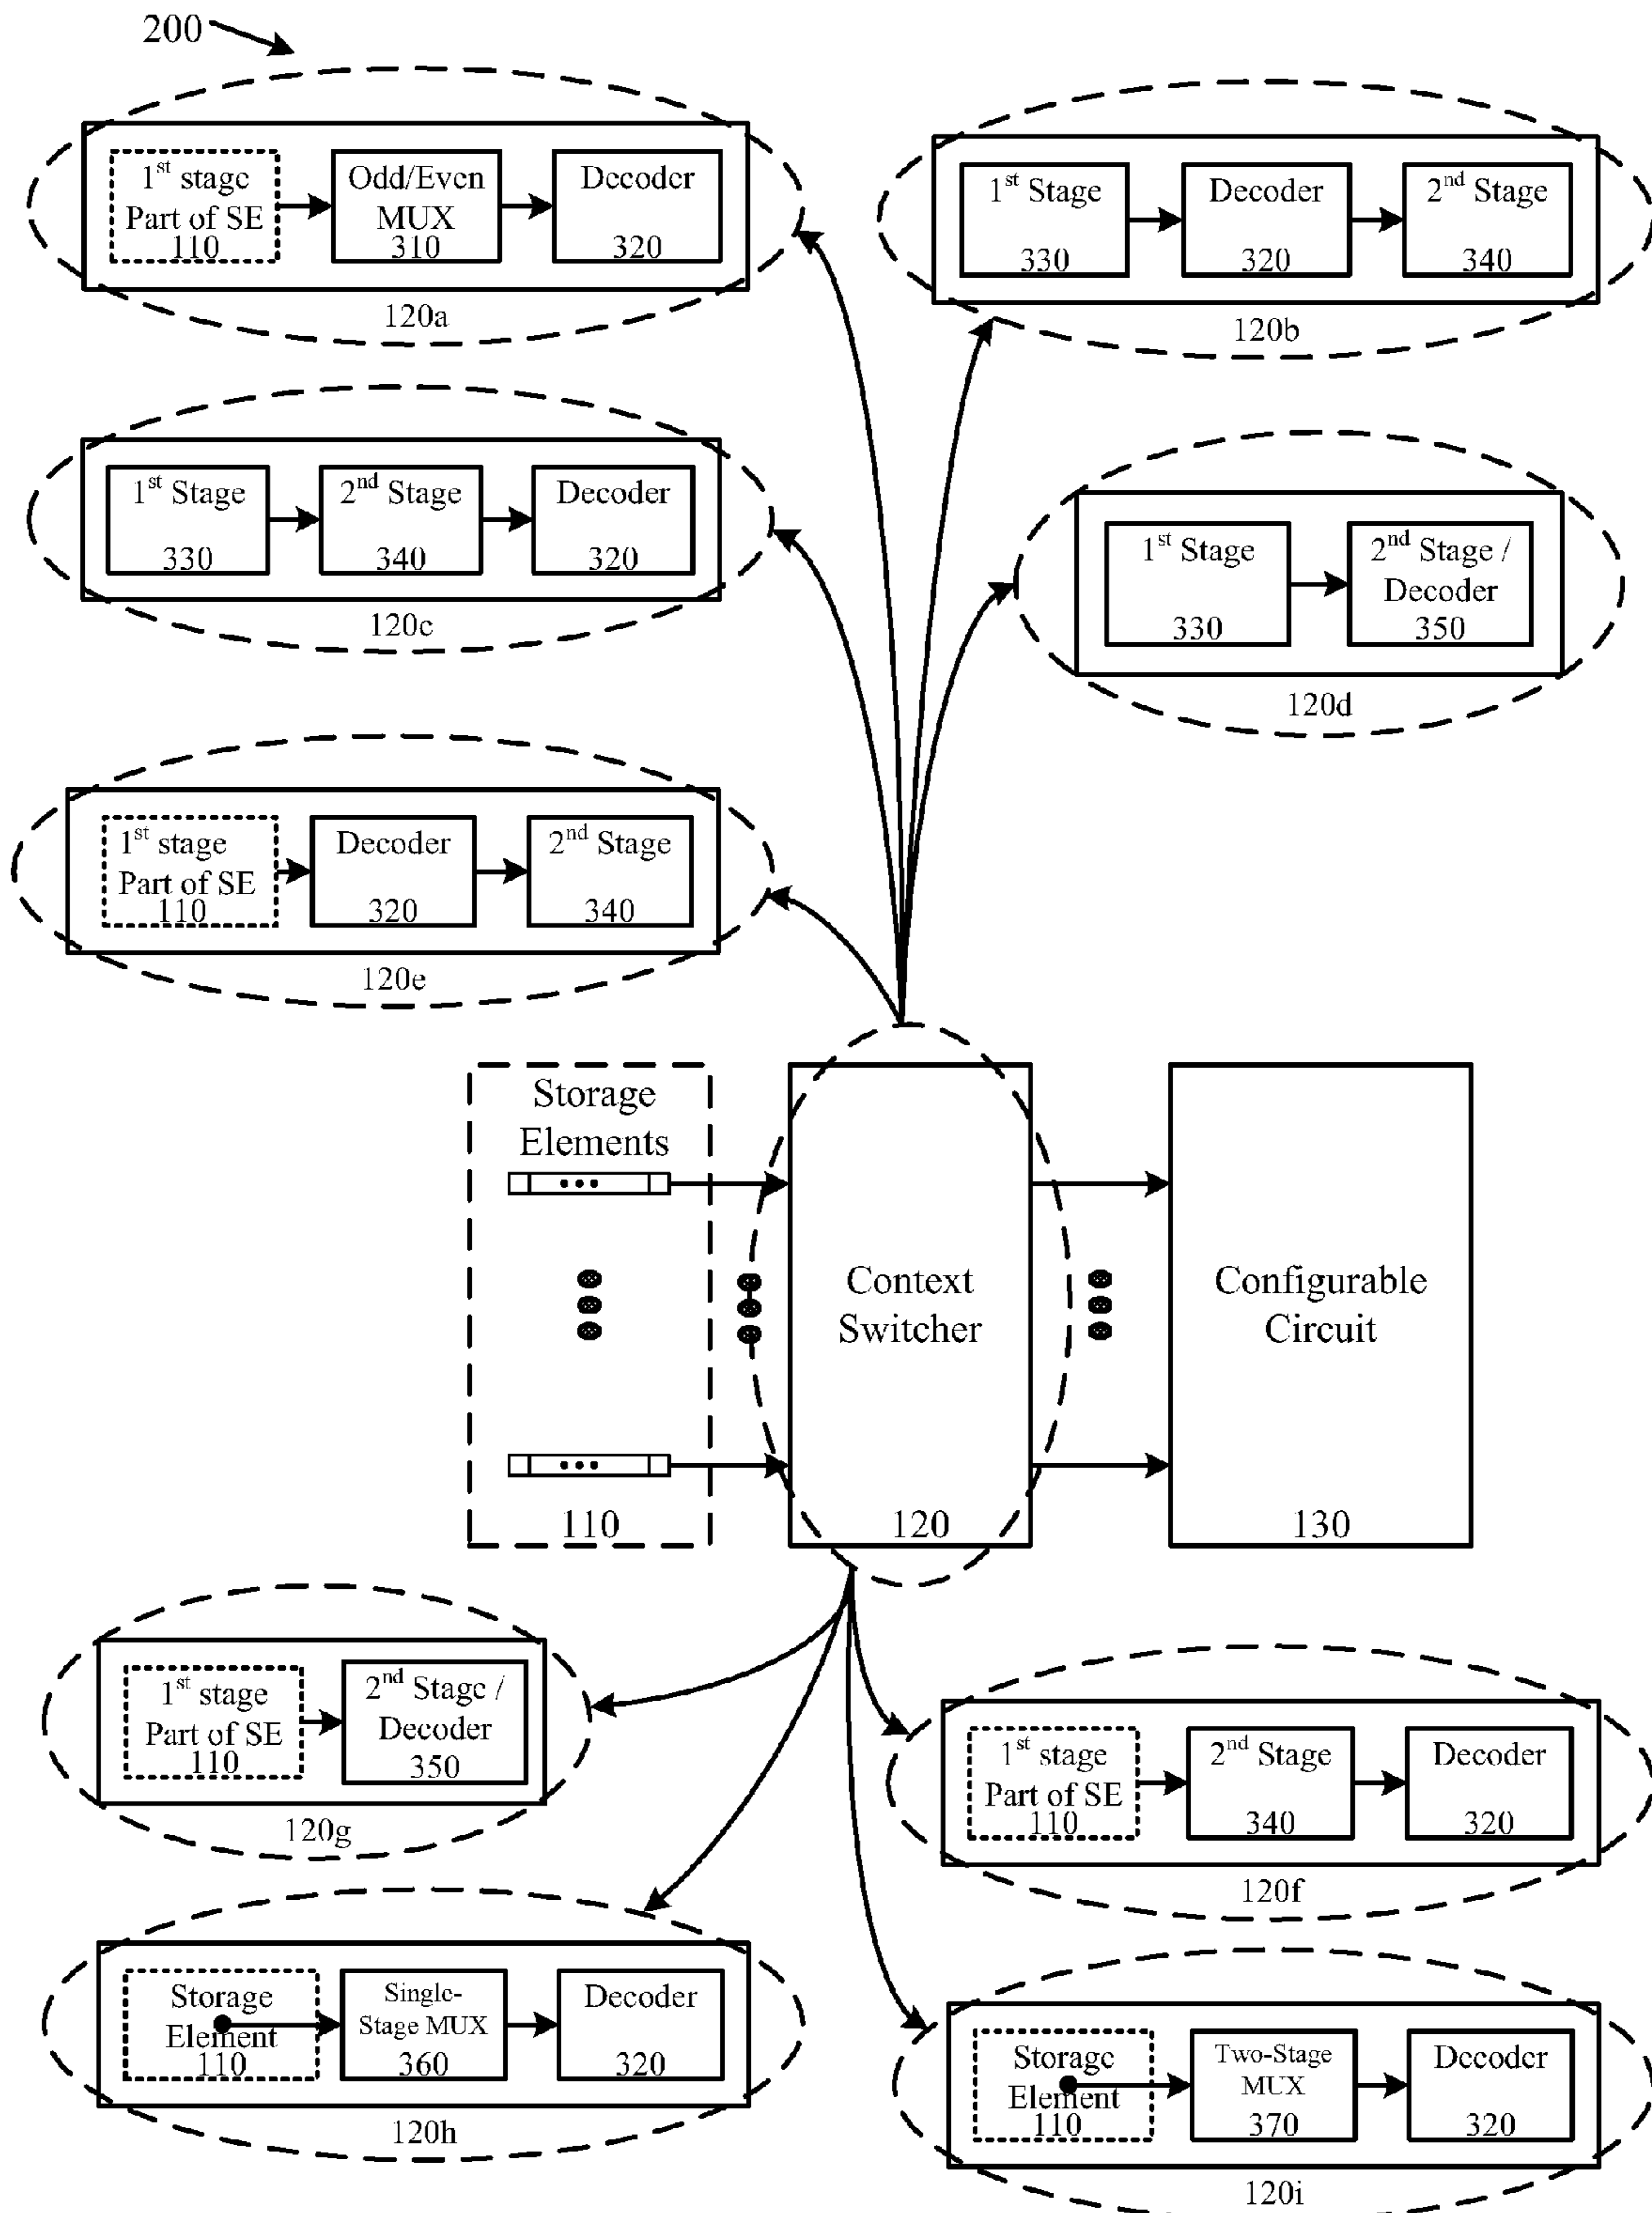 200
1st stage
Part of SE
110
Odd/Even
MUX
310
Decoder
320
120a
1st Stage
330
Decoder
320
2nd Stage
340
120b
1st Stage
330
2nd Stage
340
Decoder
320
120c
1st Stage
330
2nd Stage /
Decoder
350
120d
1st stage
Part of SE
110
Decoder
320
2nd Stage
340
120e
Storage
Elements
110
Context
Switcher
120
Configurable
Circuit
130
1st stage
Part of SE
110
2nd Stage /
Decoder
350
120g
1st stage
Part of SE
110
2nd Stage
340
Decoder
320
120f
Storage
Element
110
Single-
Stage MUX
360
Decoder
320
120h
Storage
Element
110
Two-Stage
MUX
370
Decoder
320
120i